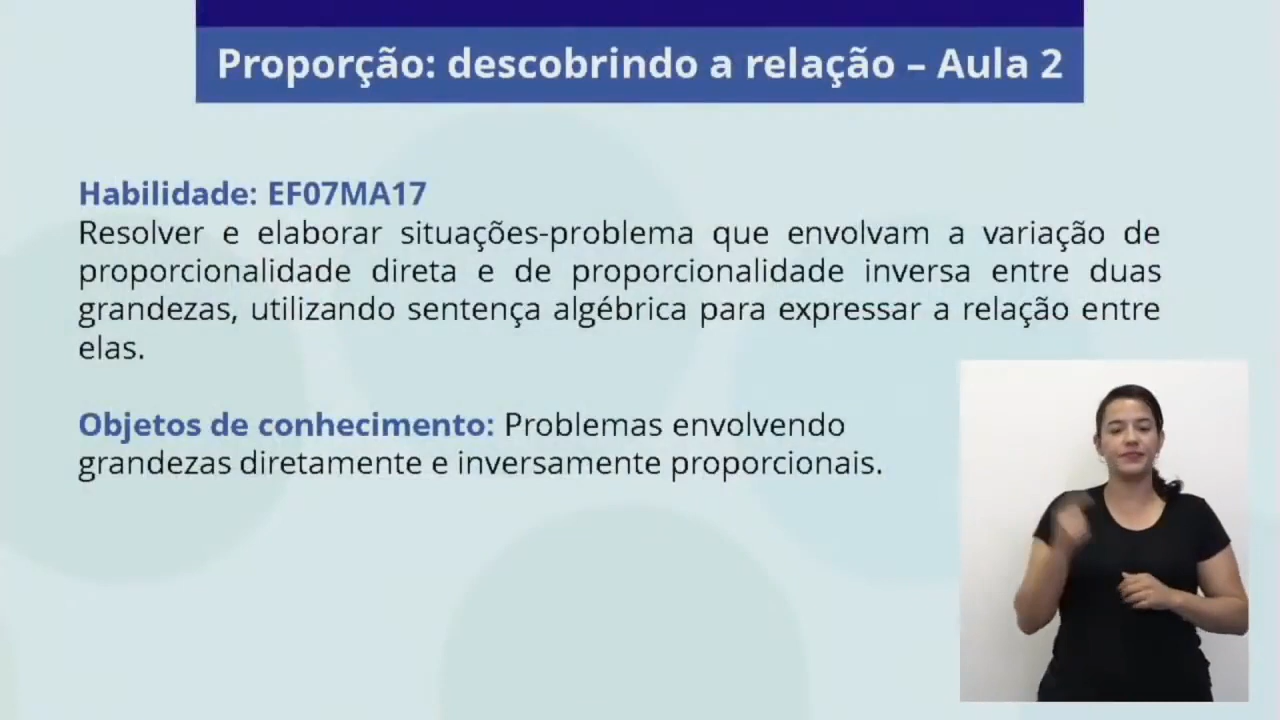 Proporção: descobrindo a relação – Aula 2
Habilidade: EF07MA17
Resolver e elaborar situações-problema que envolvam a variação de
proporcionalidade direta e de proporcionalidade inversa entre duas
grandezas, utilizando sentença algébrica para expressar a relação entre
elas.
Objetos de conhecimento: Problemas envolvendo
grandezas diretamente e inversamente proporcionais.